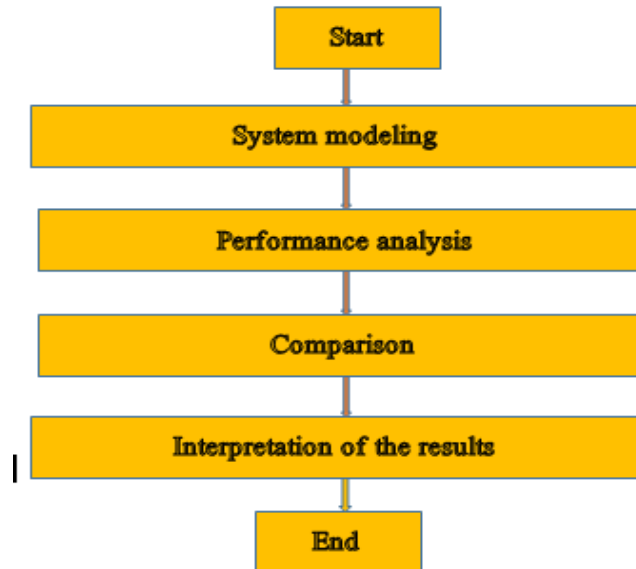 Start
System modeling
Performance analysis
Comparison
Interpretation of the results
End